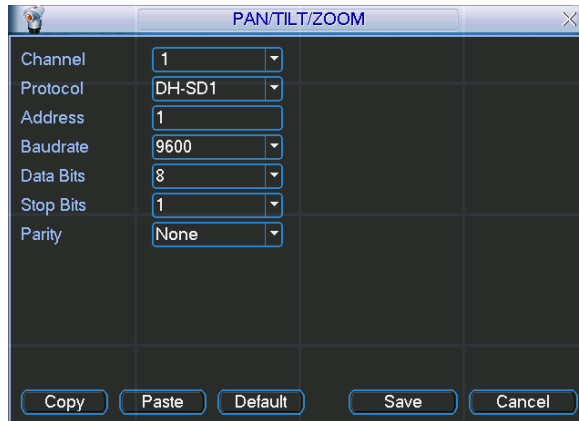 PAN/TILT/ZOOM
Channel 1
Protocol DH-SD1
Address 1
Baudrate 9600
Data Bits 8
Stop Bits 1
Parity None
Copy Paste Default Save Cancel